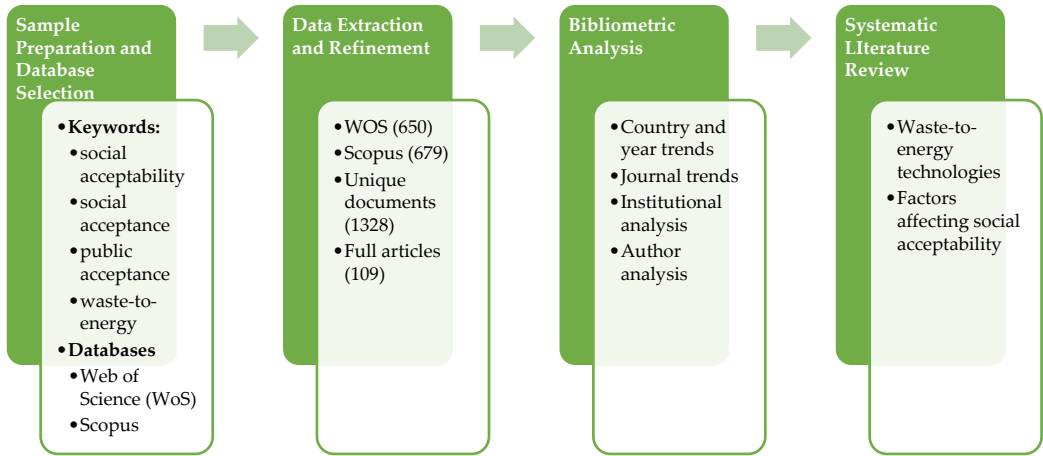 Sample
Preparation and
Database
Selection
•Keywords:
•social
acceptability
•social
acceptance
•public
acceptance
•waste-to-
energy
•Databases
•Web of
Science (WoS)
•Scopus
Data Extraction
and Refinement
•WOS (650)
•Scopus (679)
•Unique
documents
(1328)
•Full articles
(109)
Bibliometric
Analysis
•Country and
year trends
•Journal trends
•Institutional
analysis
•Author
analysis
Systematic
LIterature
Review
•Waste-to-
energy
technologies
•Factors
affecting social
acceptability